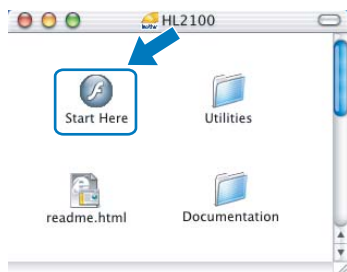 HL2100
Start Here
Utilities
readme.html
Documentation